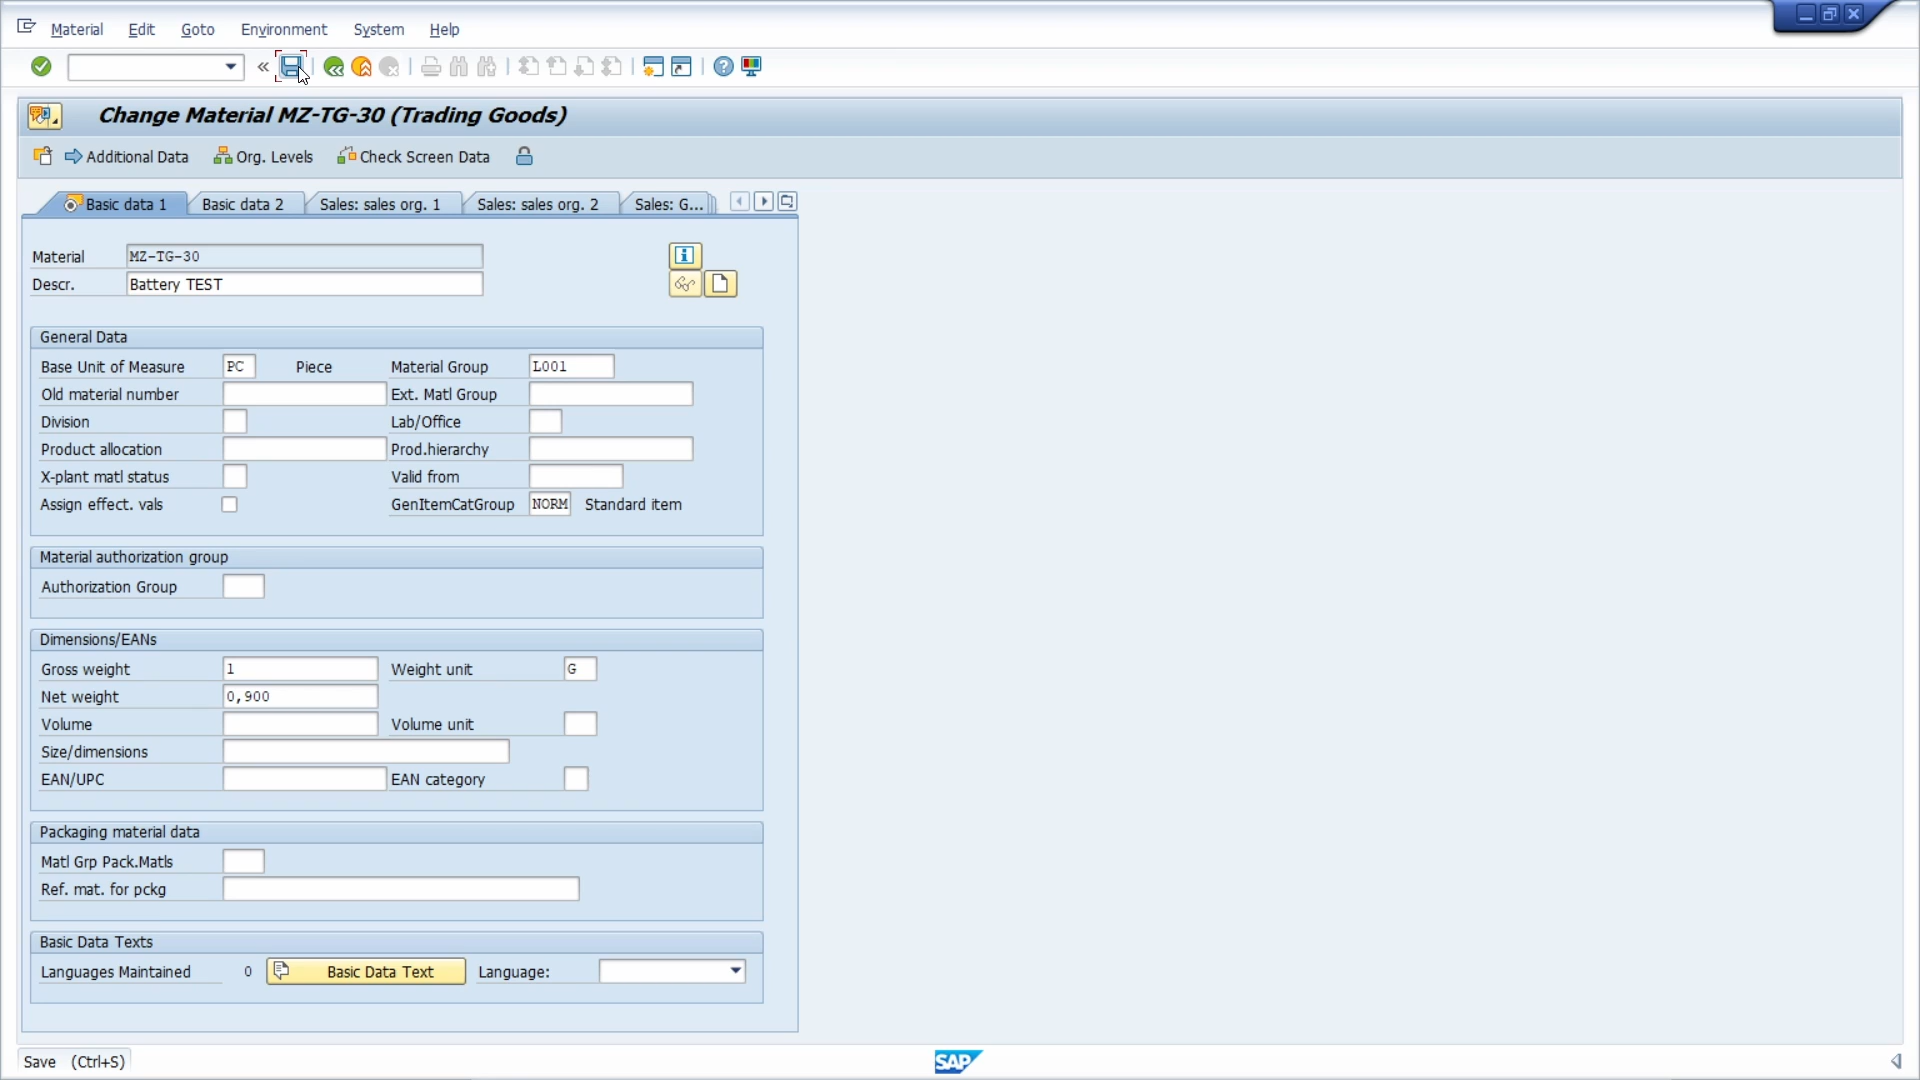 Material Edit Goto Environment System Help
Change Material MZ-TG-30 (Trading Goods)
Additional Data Org. Levels Check Screen Data
Basic data 1 Basic data 2 Sales: sales org. 1 Sales: sales org. 2 Sales: G...
Material MZ-TG-30
Descr. Battery TEST
General Data
Base Unit of Measure PC Piece Material Group L001
Old material number Ext. Matl Group
Division Lab/Office
Product allocation Prod.hierarchy
X-plant matl status Valid from
Assign effect. vals GenItemCatGroup NORM Standard item
Material authorization group
Authorization Group
Dimensions/EANs
Gross weight 1 Weight unit G
Net weight 0,900
Volume Volume unit
Size/dimensions
EAN/UPC EAN category
Packaging material data
Matl Grp Pack.Matls
Ref. mat. for pckg
Basic Data Texts
Languages Maintained 0 Basic Data Text Language:
Save (Ctrl+S) SAP